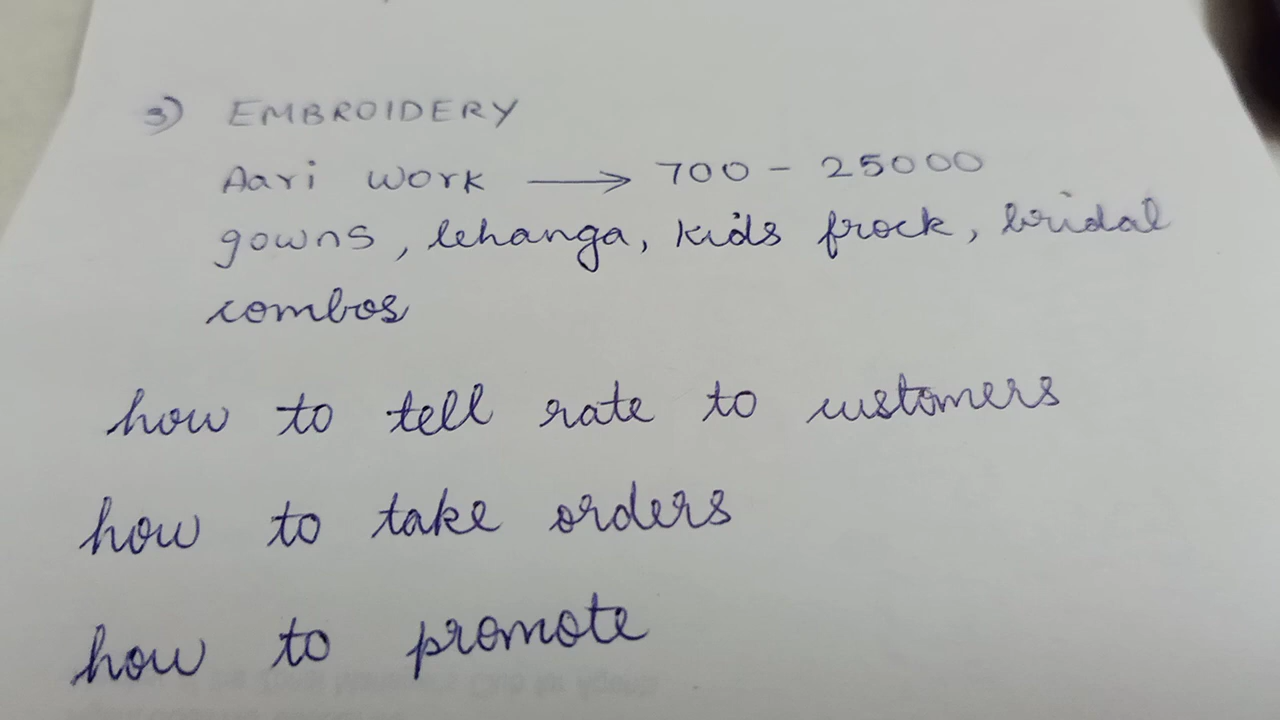 3) EMBROIDERY
Aari work → 700 - 25000
gowns, lehanga, kids frock, bridal
combos
how to tell rate to customers
how to take orders
how to promote